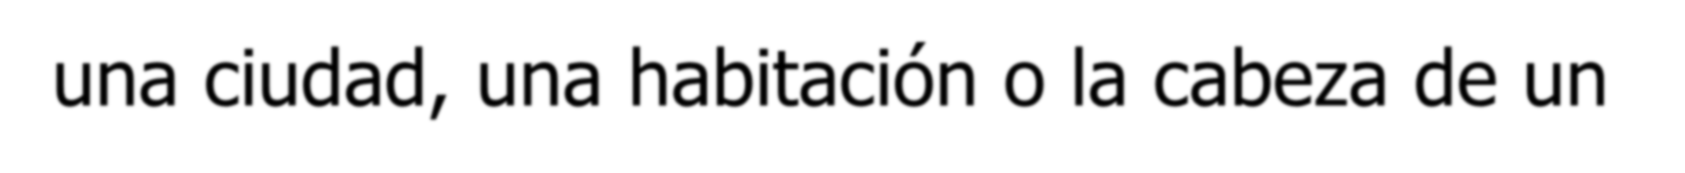 una ciudad, una habitación o la cabeza de un